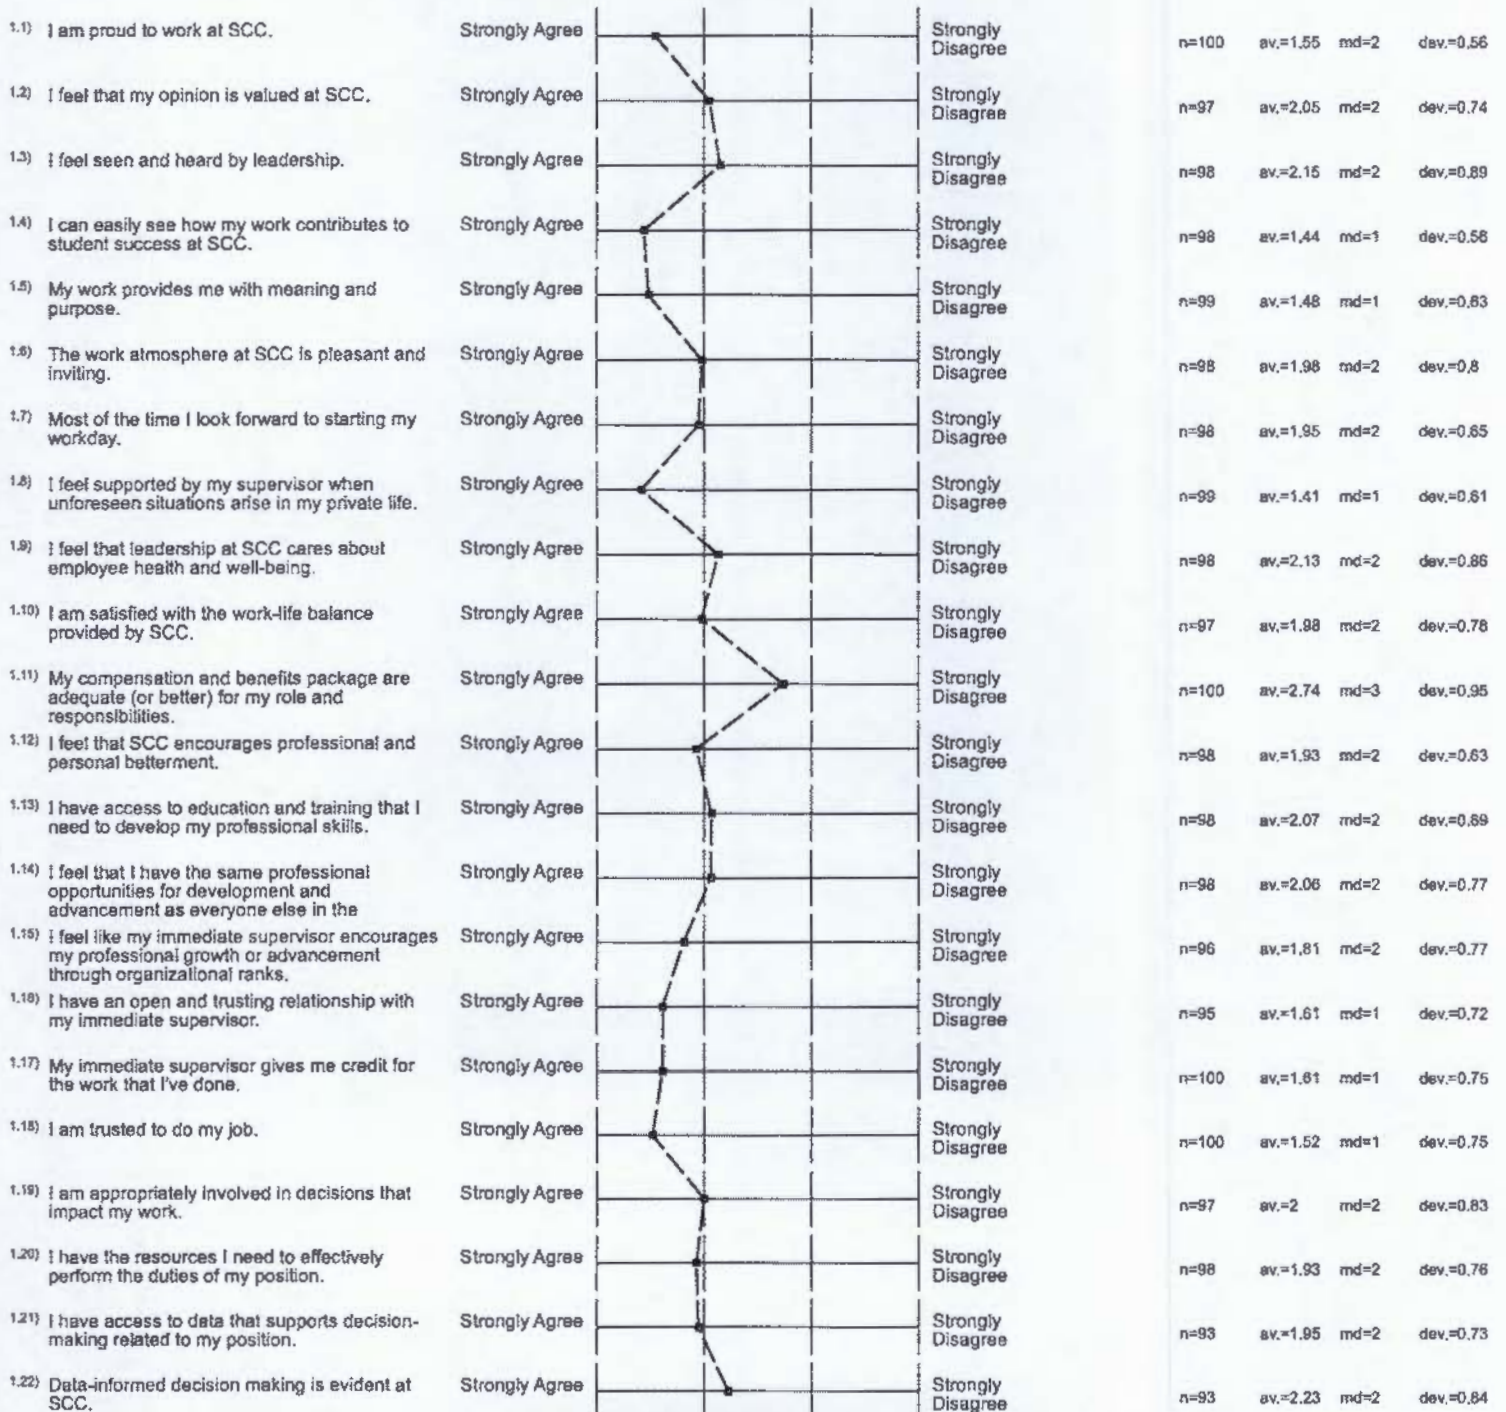 1.1) I am proud to work at SCC. Strongly Agree Strongly Disagree n=100 av.=1.55 md=2 dev.=0.56
1.2) I feel that my opinion is valued at SCC. Strongly Agree Strongly Disagree n=97 av.=2.05 md=2 dev.=0.74
1.3) I feel seen and heard by leadership. Strongly Agree Strongly Disagree n=98 av.=2.15 md=2 dev.=0.89
1.4) I can easily see how my work contributes to
student success at SCC. Strongly Agree Strongly Disagree n=98 av.=1.44 md=1 dev.=0.56
1.5) My work provides me with meaning and
purpose. Strongly Agree Strongly Disagree n=99 av.=1.48 md=1 dev.=0.63
1.6) The work atmosphere at SCC is pleasant and
inviting. Strongly Agree Strongly Disagree n=98 av.=1.98 md=2 dev.=0.8
1.7) Most of the time I look forward to starting my
workday. Strongly Agree Strongly Disagree n=98 av.=1.95 md=2 dev.=0.65
1.8) I feel supported by my supervisor when
unforeseen situations arise in my private life. Strongly Agree Strongly Disagree n=99 av.=1.41 md=1 dev.=0.61
1.9) I feel that leadership at SCC cares about
employee health and well-being. Strongly Agree Strongly Disagree n=98 av.=2.13 md=2 dev.=0.86
1.10) I am satisfied with the work-life balance
provided by SCC. Strongly Agree Strongly Disagree n=97 av.=1.98 md=2 dev.=0.78
1.11) My compensation and benefits package are
adequate (or better) for my role and
responsibilities. Strongly Agree Strongly Disagree n=100 av.=2.74 md=3 dev.=0.95
1.12) I feel that SCC encourages professional and
personal betterment. Strongly Agree Strongly Disagree n=98 av.=1.93 md=2 dev.=0.63
1.13) I have access to education and training that I
need to develop my professional skills. Strongly Agree Strongly Disagree n=98 av.=2.07 md=2 dev.=0.69
1.14) I feel that I have the same professional
opportunities for development and
advancement as everyone else in the Strongly Agree Strongly Disagree n=98 av.=2.06 md=2 dev.=0.77
1.15) I feel like my immediate supervisor encourages
my professional growth or advancement
through organizational ranks. Strongly Agree Strongly Disagree n=96 av.=1.81 md=2 dev.=0.77
1.16) I have an open and trusting relationship with
my immediate supervisor. Strongly Agree Strongly Disagree n=95 av.=1.61 md=1 dev.=0.72
1.17) My immediate supervisor gives me credit for
the work that I've done. Strongly Agree Strongly Disagree n=100 av.=1.61 md=1 dev.=0.75
1.18) I am trusted to do my job. Strongly Agree Strongly Disagree n=100 av.=1.52 md=1 dev.=0.75
1.19) I am appropriately involved in decisions that
impact my work. Strongly Agree Strongly Disagree n=97 av.=2 md=2 dev.=0.83
1.20) I have the resources I need to effectively
perform the duties of my position. Strongly Agree Strongly Disagree n=98 av.=1.93 md=2 dev.=0.76
1.21) I have access to data that supports decision-
making related to my position. Strongly Agree Strongly Disagree n=93 av.=1.95 md=2 dev.=0.73
1.22) Data-informed decision making is evident at
SCC. Strongly Agree Strongly Disagree n=93 av.=2.23 md=2 dev.=0.84